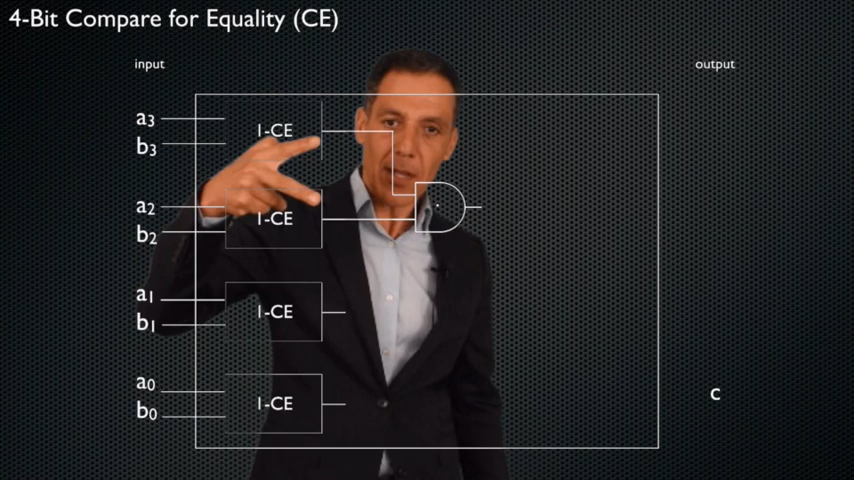 4-Bit Compare for Equality (CE)
input
output
a3
b3
1-CE
a2
b2
1-CE
a1
b1
1-CE
a0
b0
1-CE
c